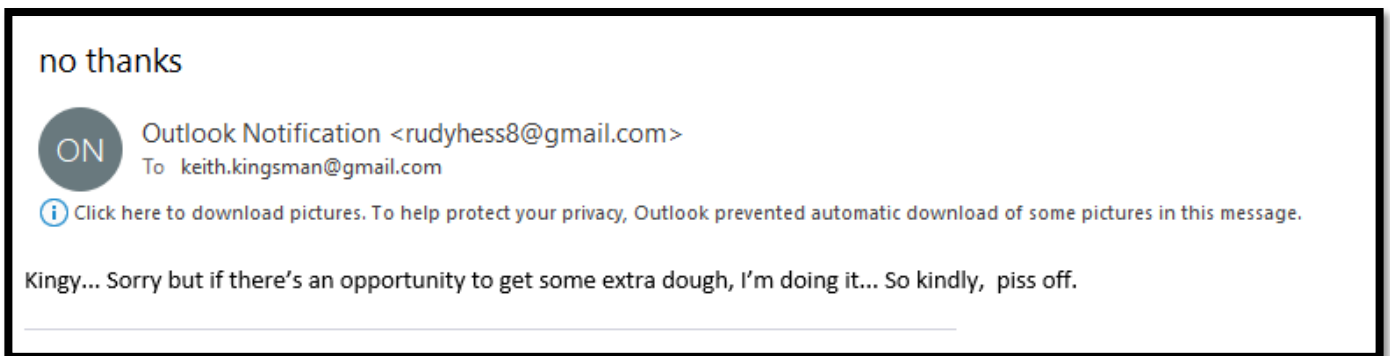 no thanks
ON
Outlook Notification <rudyhess8@gmail.com>
To keith.kingsman@gmail.com
i Click here to download pictures. To help protect your privacy, Outlook prevented automatic download of some pictures in this message.
Kingy... Sorry but if there’s an opportunity to get some extra dough, I’m doing it... So kindly,  piss off.